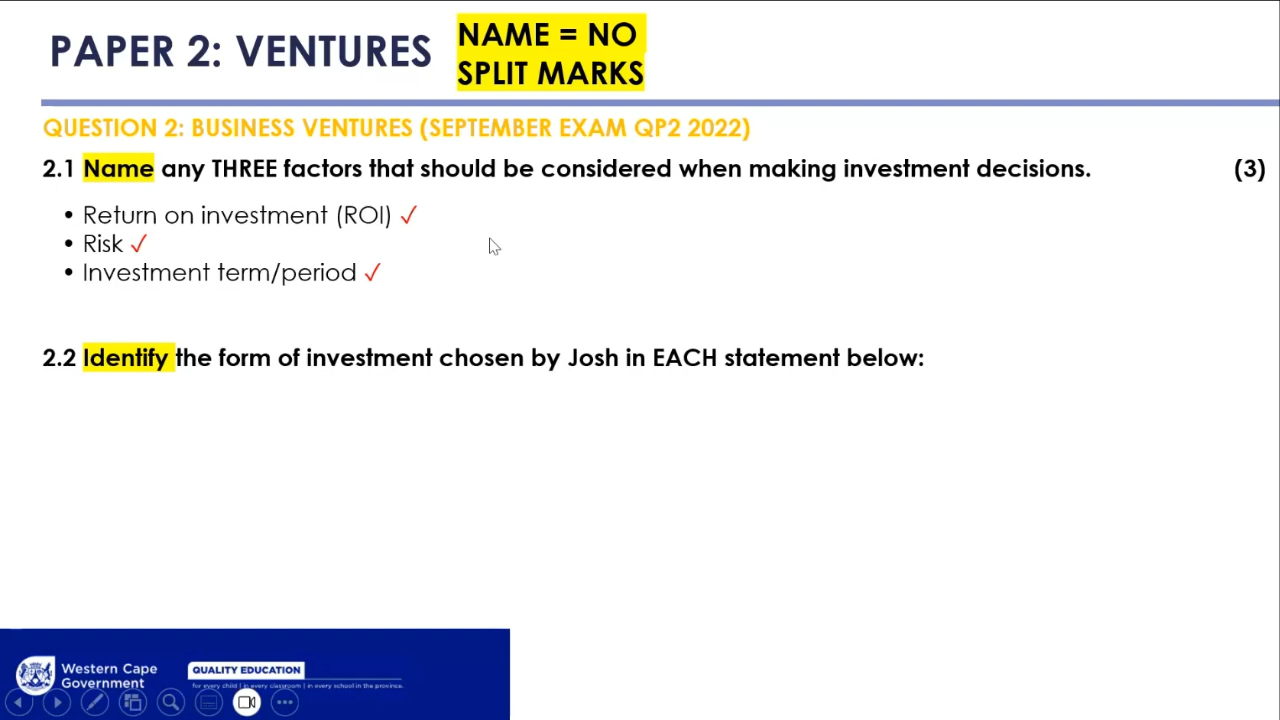 PAPER 2: VENTURES
NAME = NO
SPLIT MARKS
QUESTION 2: BUSINESS VENTURES (SEPTEMBER EXAM QP2 2022)
2.1 Name any THREE factors that should be considered when making investment decisions. (3)
• Return on investment (ROI) ✓
• Risk ✓
• Investment term/period ✓
2.2 Identify the form of investment chosen by Josh in EACH statement below:
Western Cape
Government
QUALITY EDUCATION
for every child | in every classroom | in every school in the province.